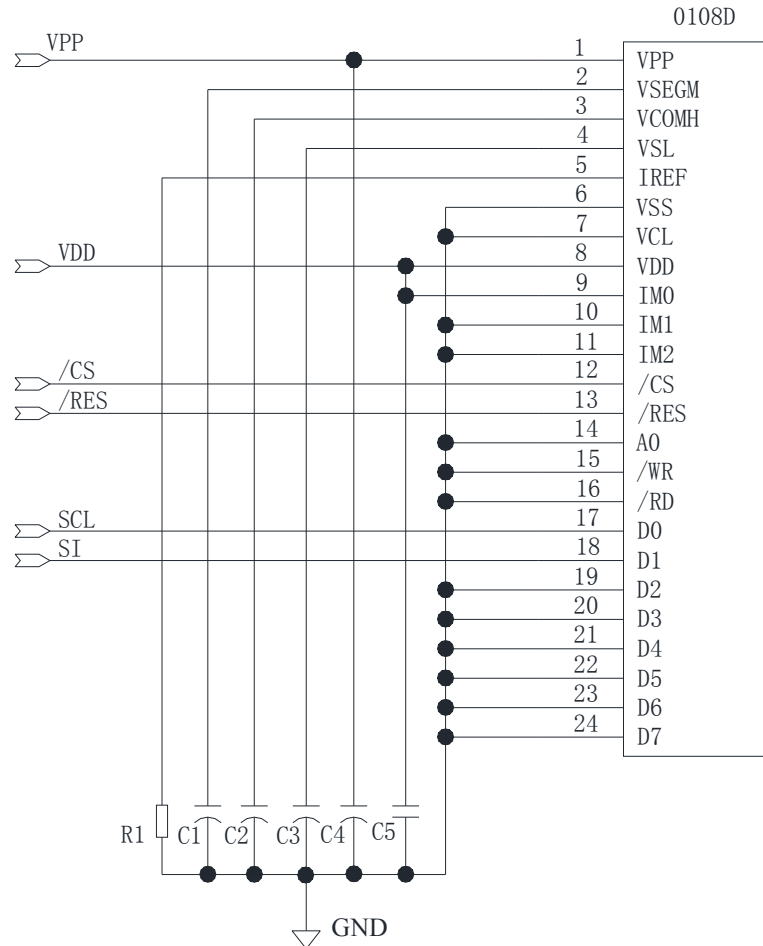 0108D
VPP 1 VPP
2 VSEGM
3 VCOMH
4 VSL
5 IREF
6 VSS
7 VCL
VDD 8 VDD
9 IM0
10 IM1
11 IM2
/CS 12 /CS
/RES 13 /RES
14 A0
15 /WR
16 /RD
SCL 17 D0
SI 18 D1
19 D2
20 D3
21 D4
22 D5
23 D6
24 D7
R1 C1 C2 C3 C4 C5
GND